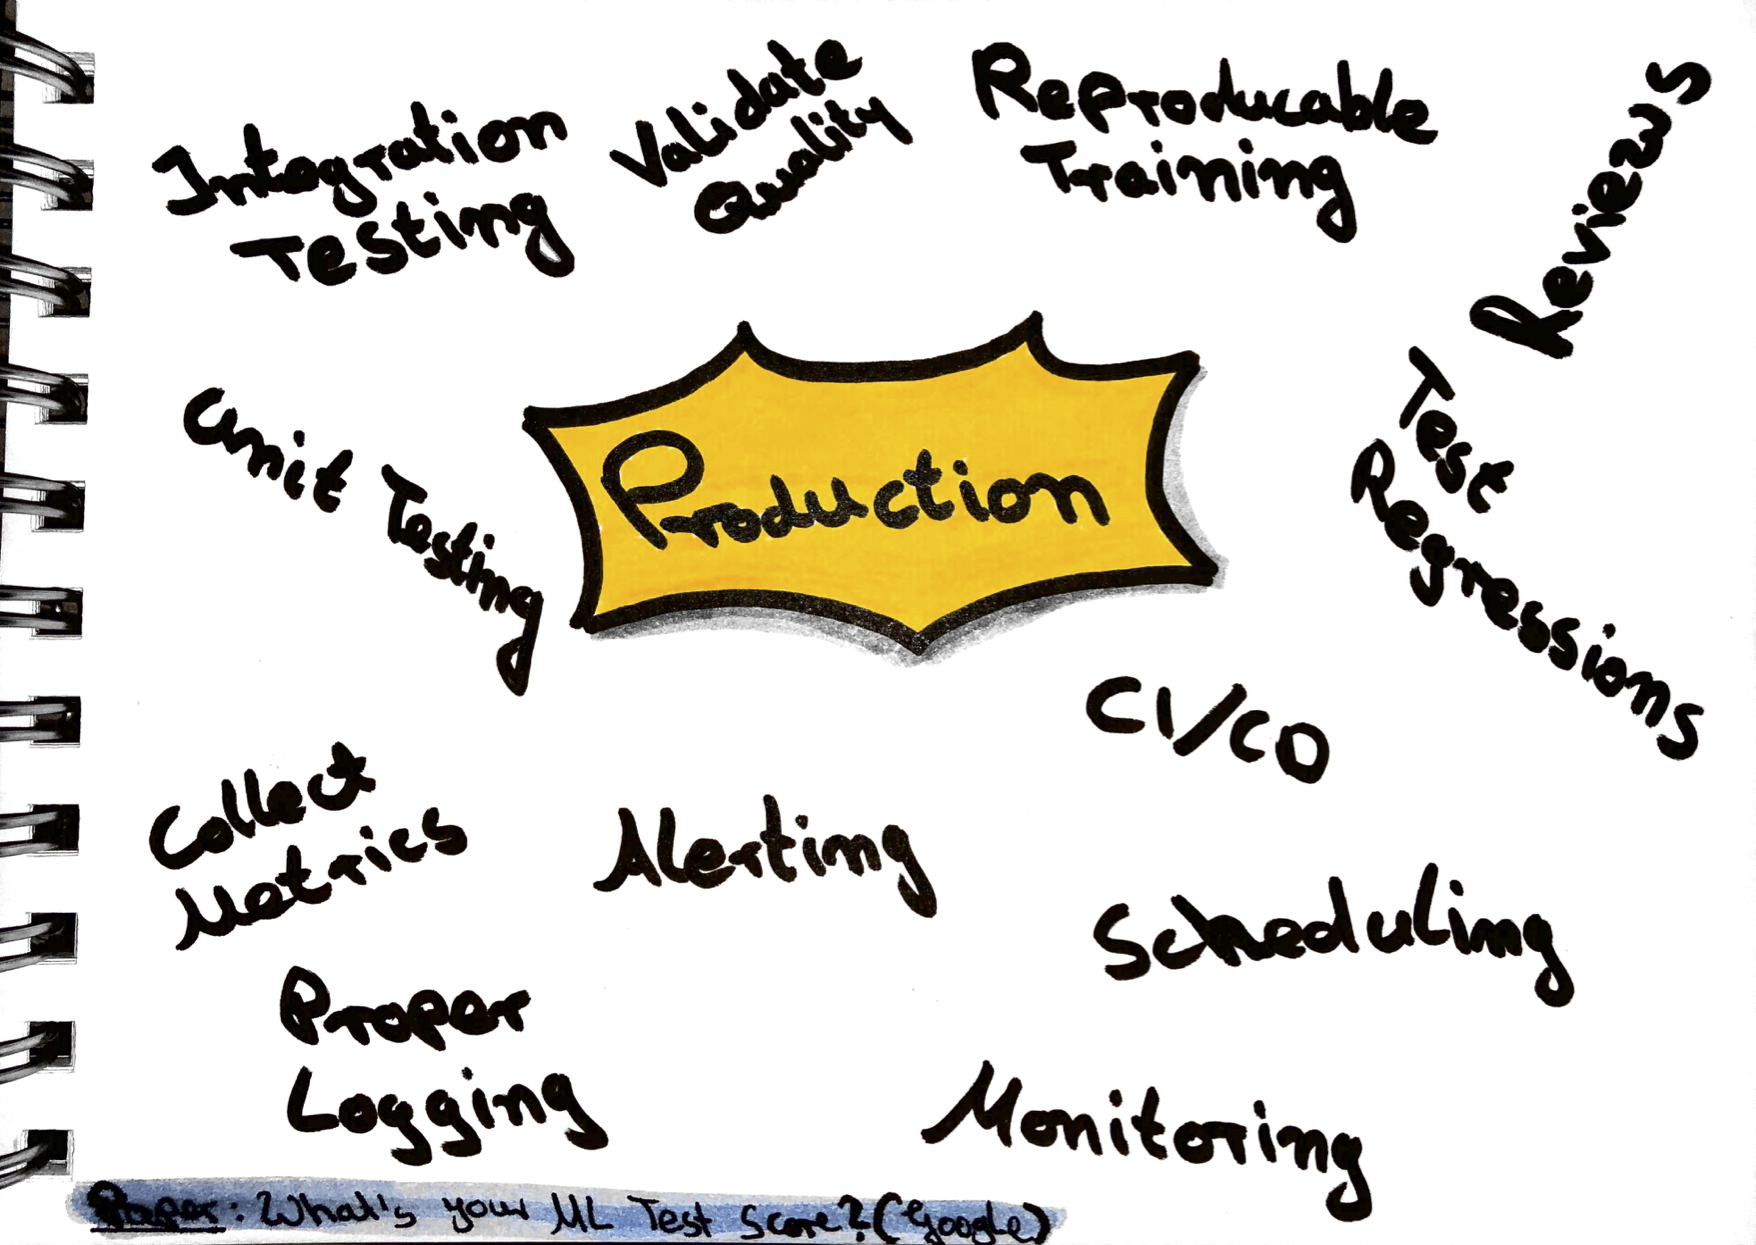 Integration
Testing
Validate
Quality
Reproducable
Training
Reviews
Unit Testing
Production
Test
Regressions
CI/CD
Collect
Metrics
Alerting
Scheduling
Proper
Logging
Monitoring
Paper: What's your ML Test Score? (Google)